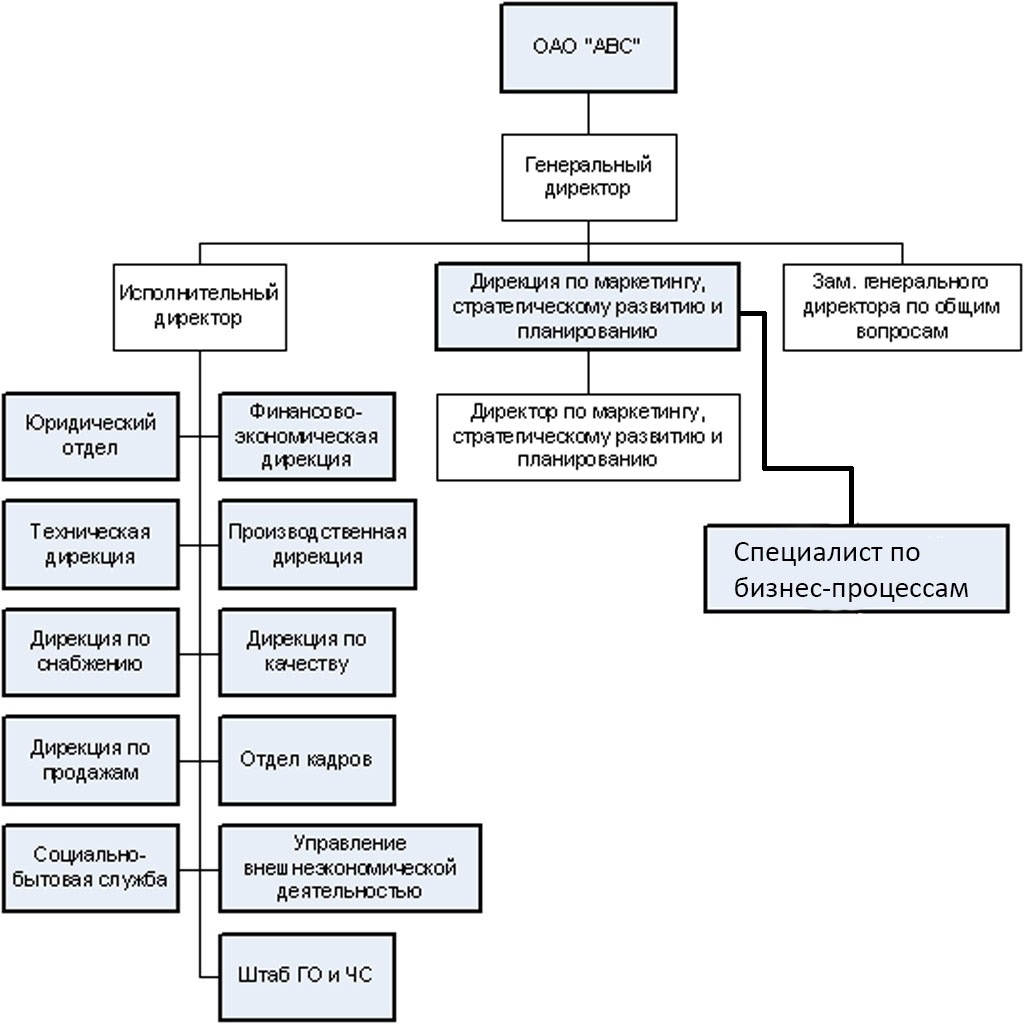 ОАО "АВС"
Генеральный
директор
Исполнительный
директор
Дирекция по маркетингу,
стратегическому развитию и
планированию
Зам. генерального
директора по общим
вопросам
Директор по маркетингу,
стратегическому развитию и
планированию
Специалист по
бизнес-процессам
Юридический
отдел
Финансово-
экономическая
дирекция
Техническая
дирекция
Производственная
дирекция
Дирекция по
снабжению
Дирекция по
качеству
Дирекция по
продажам
Отдел кадров
Социально-
бытовая служба
Управление
внешнеэкономической
деятельностью
Штаб ГО и ЧС